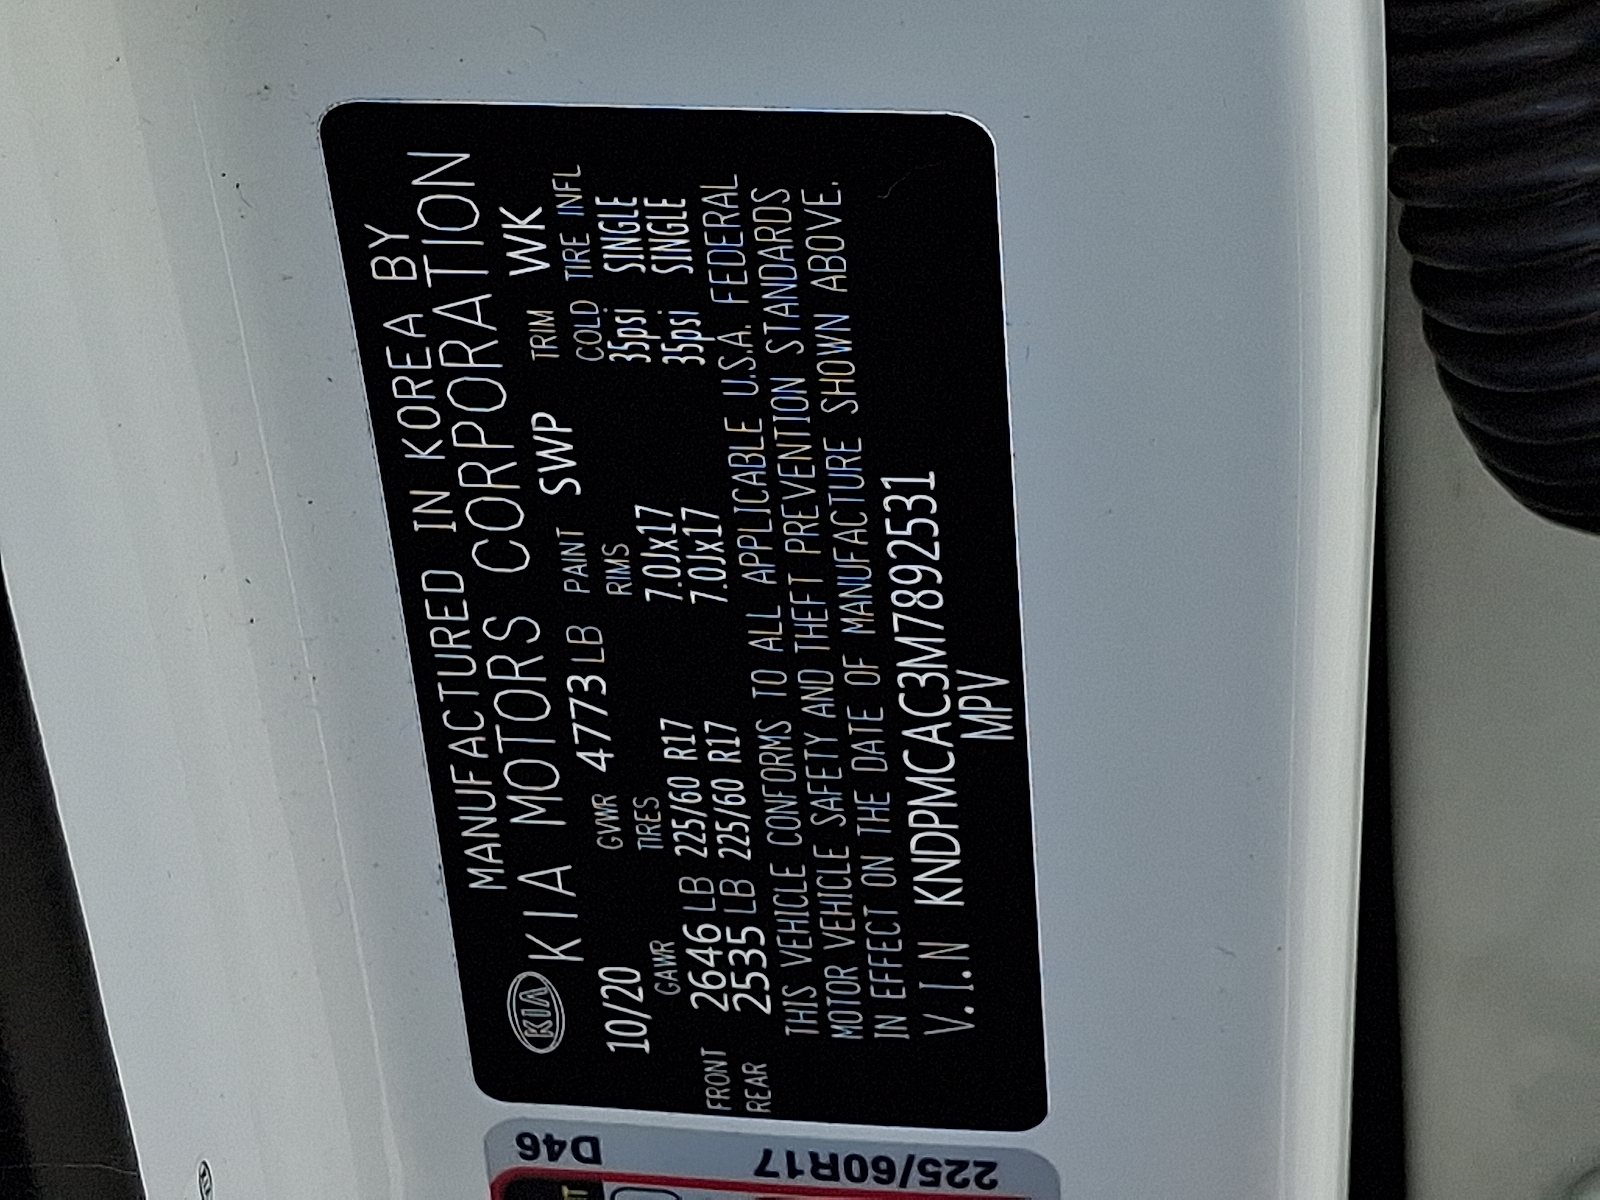 MANUFACTURED IN KOREA BY
KIA KIA MOTORS CORPORATION
10/20 GVWR 4773LB PAINT SWP TRIM WK
GAWR TIRES RIMS COLD TIRE INFL
FRONT 2646 LB 225/60 R17 7.0Jx17 35psi SINGLE
REAR 2535 LB 225/60 R17 7.0Jx17 35psi SINGLE
THIS VEHICLE CONFORMS TO ALL APPLICABLE U.S.A. FEDERAL
MOTOR VEHICLE SAFETY AND THEFT PREVENTION STANDARDS
IN EFFECT ON THE DATE OF MANUFACTURE SHOWN ABOVE.
V.I.N KNDPMCAC3M7892531
MPV
D46
225/60R17